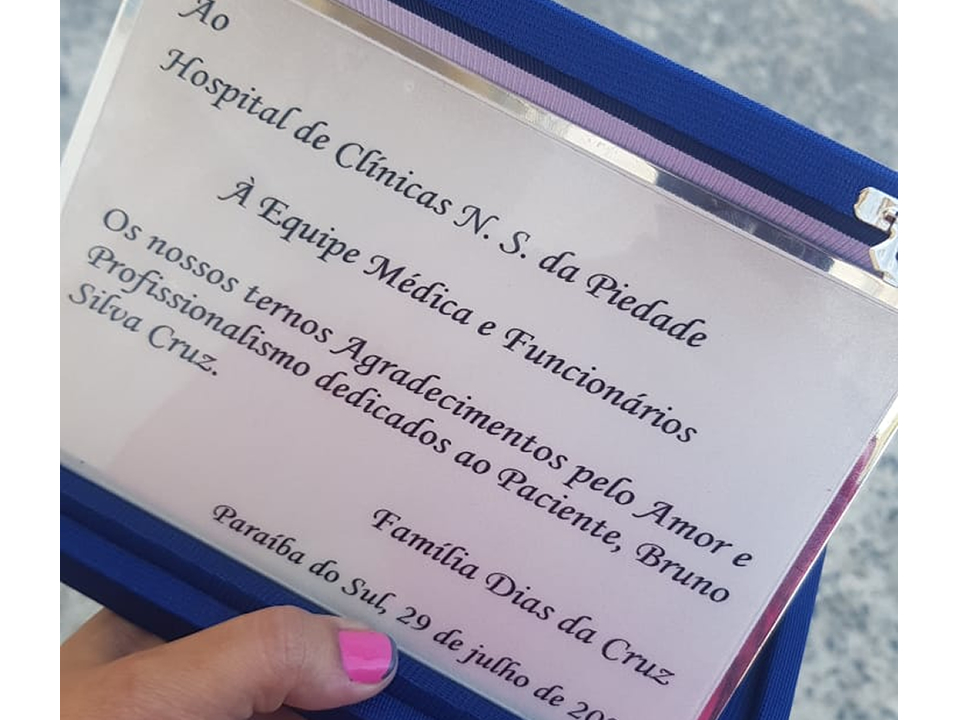 Ao
Hospital de Clínicas N. S. da Piedade
À Equipe Médica e Funcionários
Os nossos ternos Agradecimentos pelo Amor e
Profissionalismo dedicados ao Paciente, Bruno
Silva Cruz.
Família Dias da Cruz
Paraíba do Sul, 29 de julho de